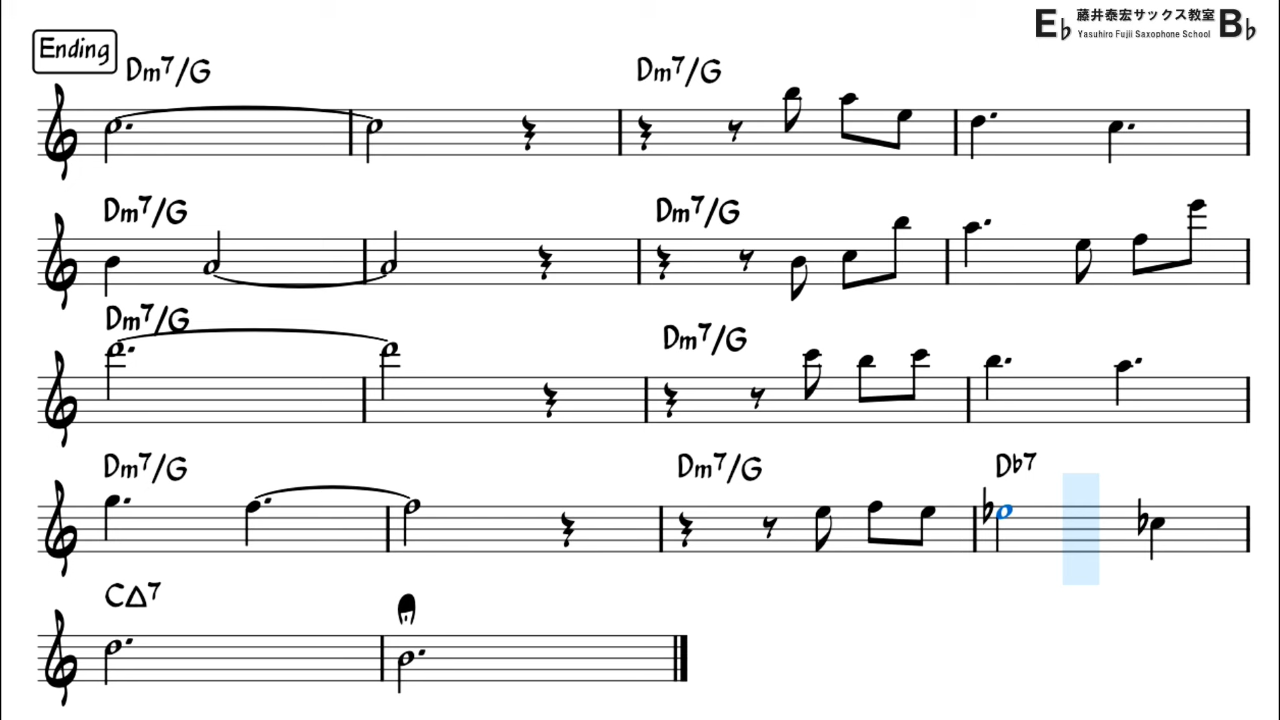 E♭ 藤井泰宏サックス教室 B♭
Yasuhiro Fujii Saxophone School
Ending
Dm7/G Dm7/G
Dm7/G Dm7/G
Dm7/G Dm7/G
Dm7/G Dm7/G D♭7
C△7